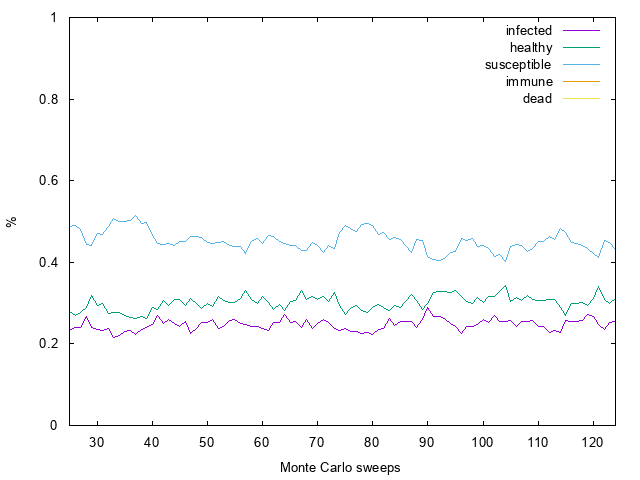 1
infected
healthy
susceptible
immune
dead
0.8
0.6
%
0.4
0.2
0
30 40 50 60 70 80 90 100 110 120
Monte Carlo sweeps